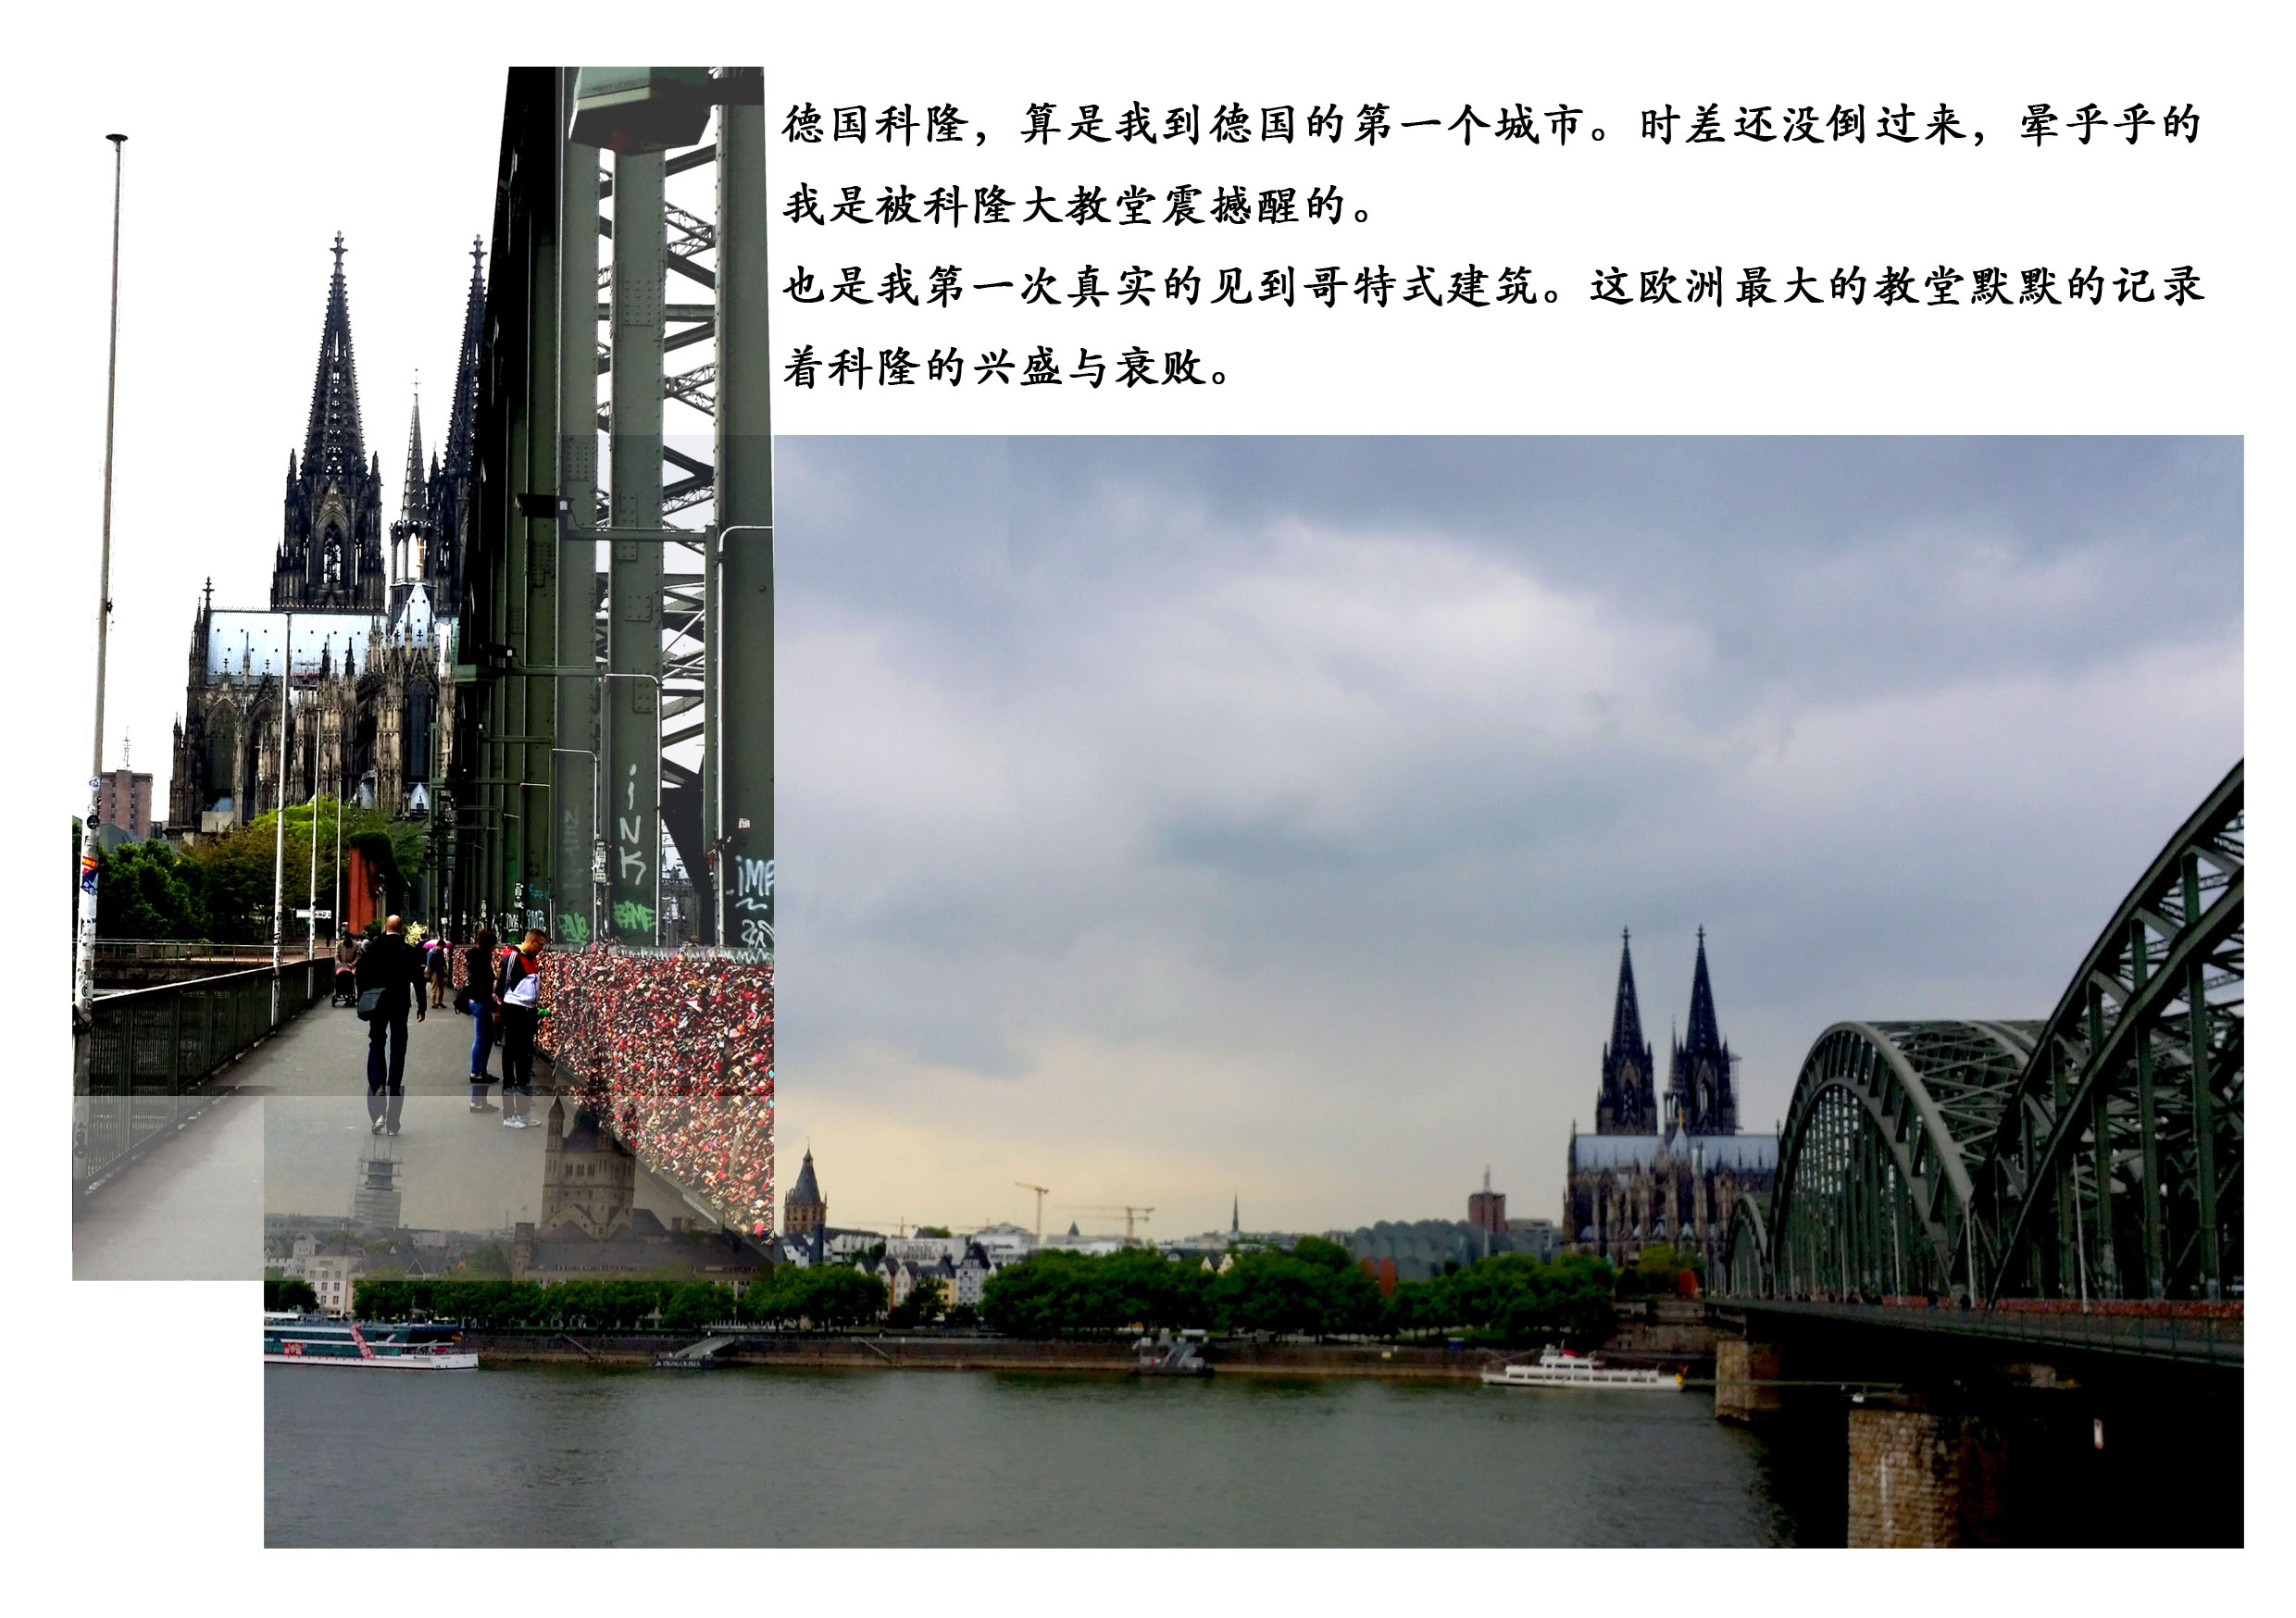 德国科隆，算是我到德国的第一个城市。时差还没倒过来，晕乎乎的
我是被科隆大教堂震撼醒的。
也是我第一次真实的见到哥特式建筑。这欧洲最大的教堂默默的记录
着科隆的兴盛与衰败。
iNK